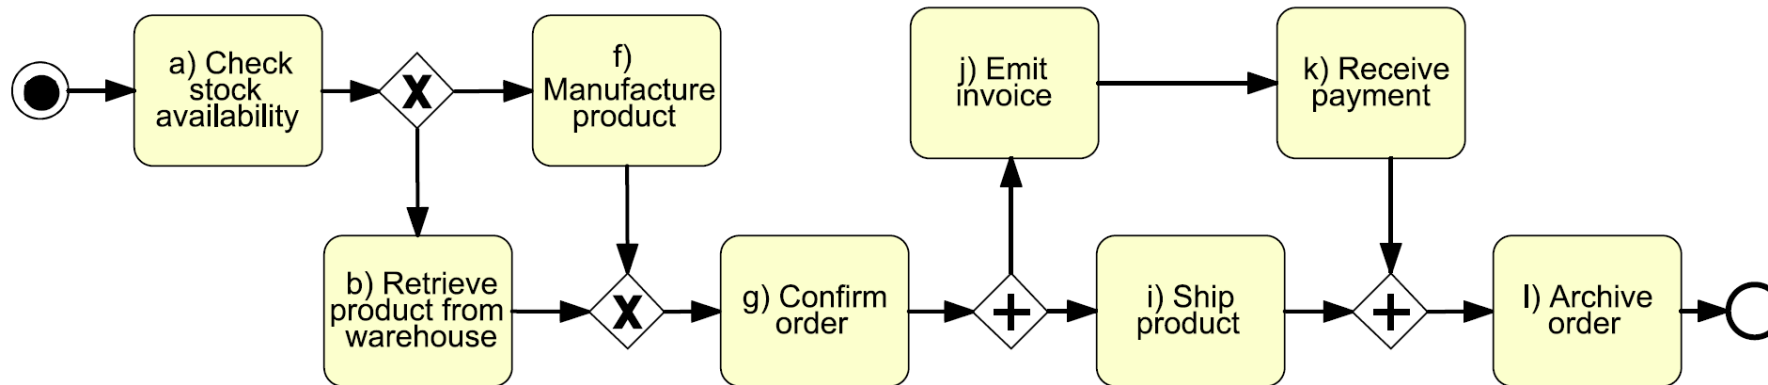 a) Check
stock
availability
X
f)
Manufacture
product
b) Retrieve
product from
warehouse
X
g) Confirm
order
j) Emit
invoice
k) Receive
payment
+
i) Ship
product
+
l) Archive
order